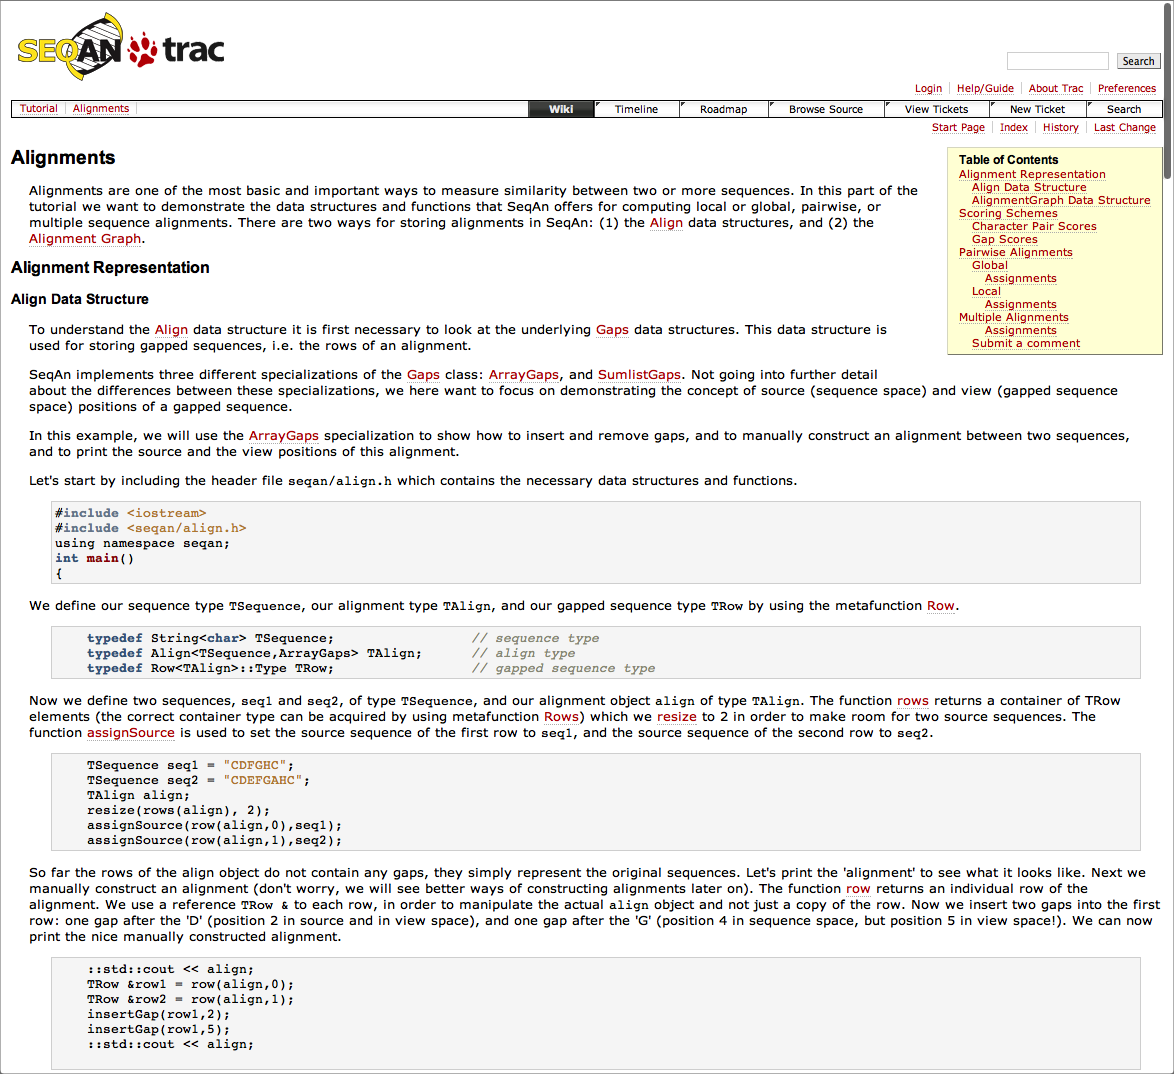 SEQAN trac
Search
Login Help/Guide About Trac Preferences
Tutorial Alignments Wiki Timeline Roadmap Browse Source View Tickets New Ticket Search
Start Page Index History Last Change
Alignments
Alignments are one of the most basic and important ways to measure similarity between two or more sequences. In this part of the
tutorial we want to demonstrate the data structures and functions that SeqAn offers for computing local or global, pairwise, or
multiple sequence alignments. There are two ways for storing alignments in SeqAn: (1) the Align data structures, and (2) the
Alignment Graph.
Table of Contents
Alignment Representation
Align Data Structure
AlignmentGraph Data Structure
Scoring Schemes
Character Pair Scores
Gap Scores
Pairwise Alignments
Global
Assignments
Local
Assignments
Multiple Alignments
Assignments
Submit a comment
Alignment Representation
Align Data Structure
To understand the Align data structure it is first necessary to look at the underlying Gaps data structures. This data structure is
used for storing gapped sequences, i.e. the rows of an alignment.
SeqAn implements three different specializations of the Gaps class: ArrayGaps, and SumlistGaps. Not going into further detail
about the differences between these specializations, we here want to focus on demonstrating the concept of source (sequence space) and view (gapped sequence
space) positions of a gapped sequence.
In this example, we will use the ArrayGaps specialization to show how to insert and remove gaps, and to manually construct an alignment between two sequences,
and to print the source and the view positions of this alignment.
Let's start by including the header file seqan/align.h which contains the necessary data structures and functions.
#include <iostream>
#include <seqan/align.h>
using namespace seqan;
int main()
{
We define our sequence type TSequence, our alignment type TAlign, and our gapped sequence type TRow by using the metafunction Row.
typedef String<char> TSequence; // sequence type
typedef Align<TSequence,ArrayGaps> TAlign; // align type
typedef Row<TAlign>::Type TRow; // gapped sequence type
Now we define two sequences, seq1 and seq2, of type TSequence, and our alignment object align of type TAlign. The function rows returns a container of TRow
elements (the correct container type can be acquired by using metafunction Rows) which we resize to 2 in order to make room for two source sequences. The
function assignSource is used to set the source sequence of the first row to seq1, and the source sequence of the second row to seq2.
TSequence seq1 = "CDFGHC";
TSequence seq2 = "CDEFGAHC";
TAlign align;
resize(rows(align), 2);
assignSource(row(align,0),seq1);
assignSource(row(align,1),seq2);
So far the rows of the align object do not contain any gaps, they simply represent the original sequences. Let's print the 'alignment' to see what it looks like. Next we
manually construct an alignment (don't worry, we will see better ways of constructing alignments later on). The function row returns an individual row of the
alignment. We use a reference TRow & to each row, in order to manipulate the actual align object and not just a copy of the row. Now we insert two gaps into the first
row: one gap after the 'D' (position 2 in source and in view space), and one gap after the 'G' (position 4 in sequence space, but position 5 in view space!). We can now
print the nice manually constructed alignment.
::std::cout << align;
TRow &row1 = row(align,0);
TRow &row2 = row(align,1);
insertGap(row1,2);
insertGap(row1,5);
::std::cout << align;